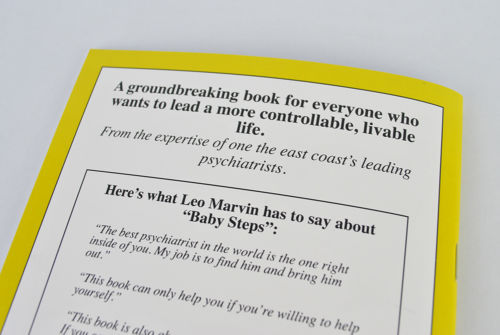 A groundbreaking book for everyone who
wants to lead a more controllable, livable
life.
From the expertise of one the east coast's leading
psychiatrists.
Here's what Leo Marvin has to say about
"Baby Steps":
"The best psychiatrist in the world is the one right
inside of you. My job is to find him and bring him
out."
"This book can only help you if you're willing to help
yourself."
"This book is also
If you